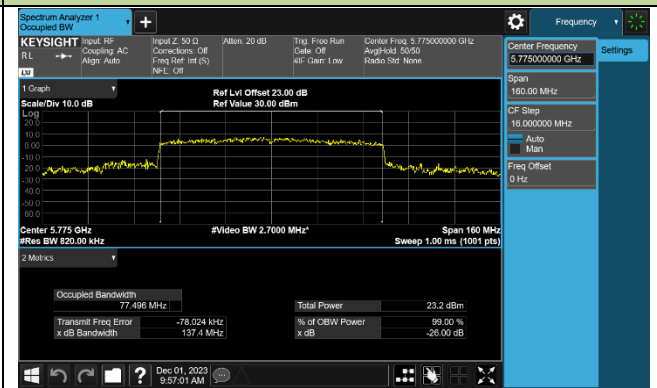 Spectrum Analyzer 1
Occupied BW
+
Frequency
KEYSIGHT
RL
LXI
Input: RF
Coupling: AC
Align: Auto
Input Z: 50 Ω
Corrections: Off
Freq Ref: Int (S)
NFE: Off
Atten: 20 dB
Trig: Free Run
Gate: Off
#IF Gain: Low
Center Freq: 5.775000000 GHz
Avg|Hold: 50/50
Radio Std: None
Center Frequency
5.775000000 GHz
Settings
Span
160.00 MHz
CF Step
16.000000 MHz
Auto
Man
Freq Offset
0 Hz
1 Graph
Scale/Div 10.0 dB
Ref Lvl Offset 23.00 dB
Ref Value 30.00 dBm
Log
20.0
10.0
0.00
-10.0
-20.0
-30.0
-40.0
-50.0
-60.0
Center 5.775 GHz
#Video BW 2.7000 MHz*
Span 160 MHz
#Res BW 820.00 kHz
Sweep 1.00 ms (1001 pts)
2 Metrics
Occupied Bandwidth
77.496 MHz
Total Power 23.2 dBm
Transmit Freq Error -78.024 kHz
% of OBW Power 99.00 %
x dB Bandwidth 137.4 MHz
x dB -26.00 dB
?
Dec 01, 2023
9:57:01 AM